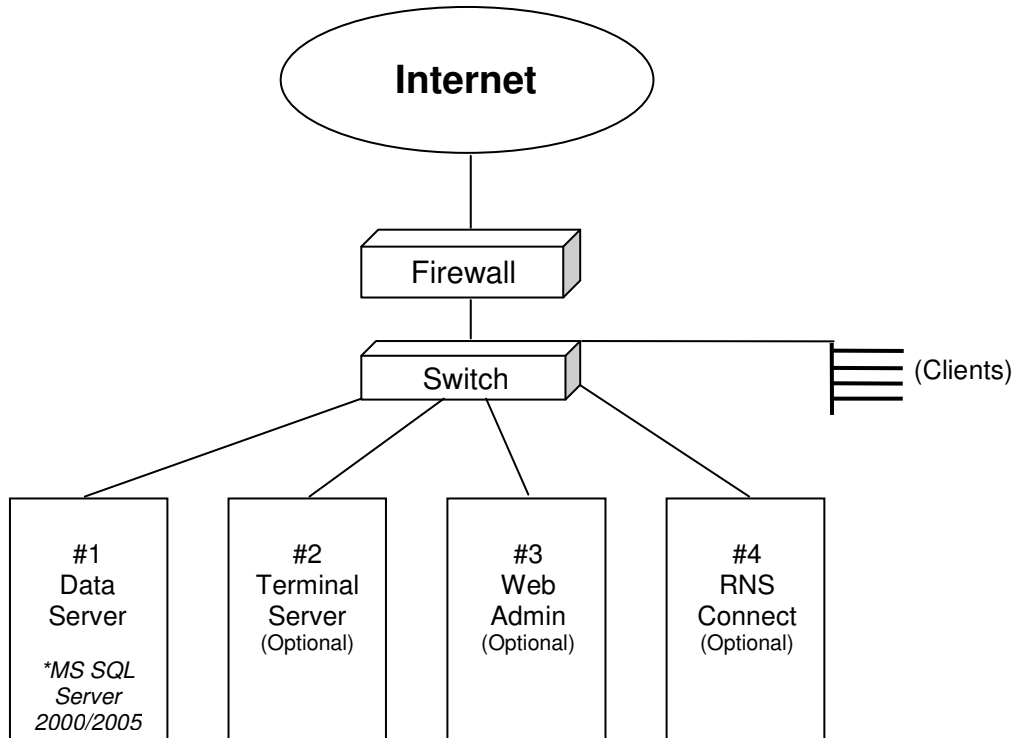 Internet
Firewall
Switch
(Clients)
#1
Data
Server
*MS SQL
Server
2000/2005
#2
Terminal
Server
(Optional)
#3
Web
Admin
(Optional)
#4
RNS
Connect
(Optional)